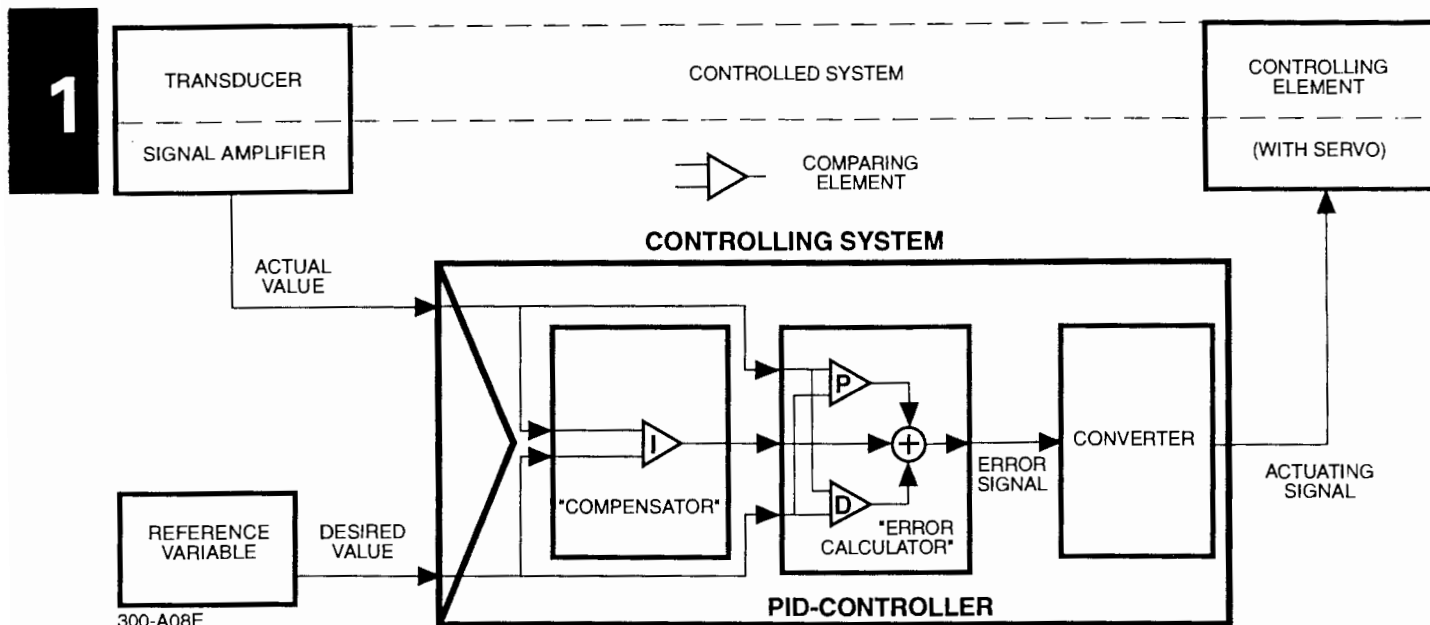 1
TRANSDUCER
SIGNAL AMPLIFIER
CONTROLLED SYSTEM
CONTROLLING
ELEMENT
(WITH SERVO)
COMPARING
ELEMENT
CONTROLLING SYSTEM
ACTUAL
VALUE
P
I
D
+
"COMPENSATOR"
"ERROR
CALCULATOR"
ERROR
SIGNAL
CONVERTER
ACTUATING
SIGNAL
REFERENCE
VARIABLE
DESIRED
VALUE
PID-CONTROLLER
300-A08E